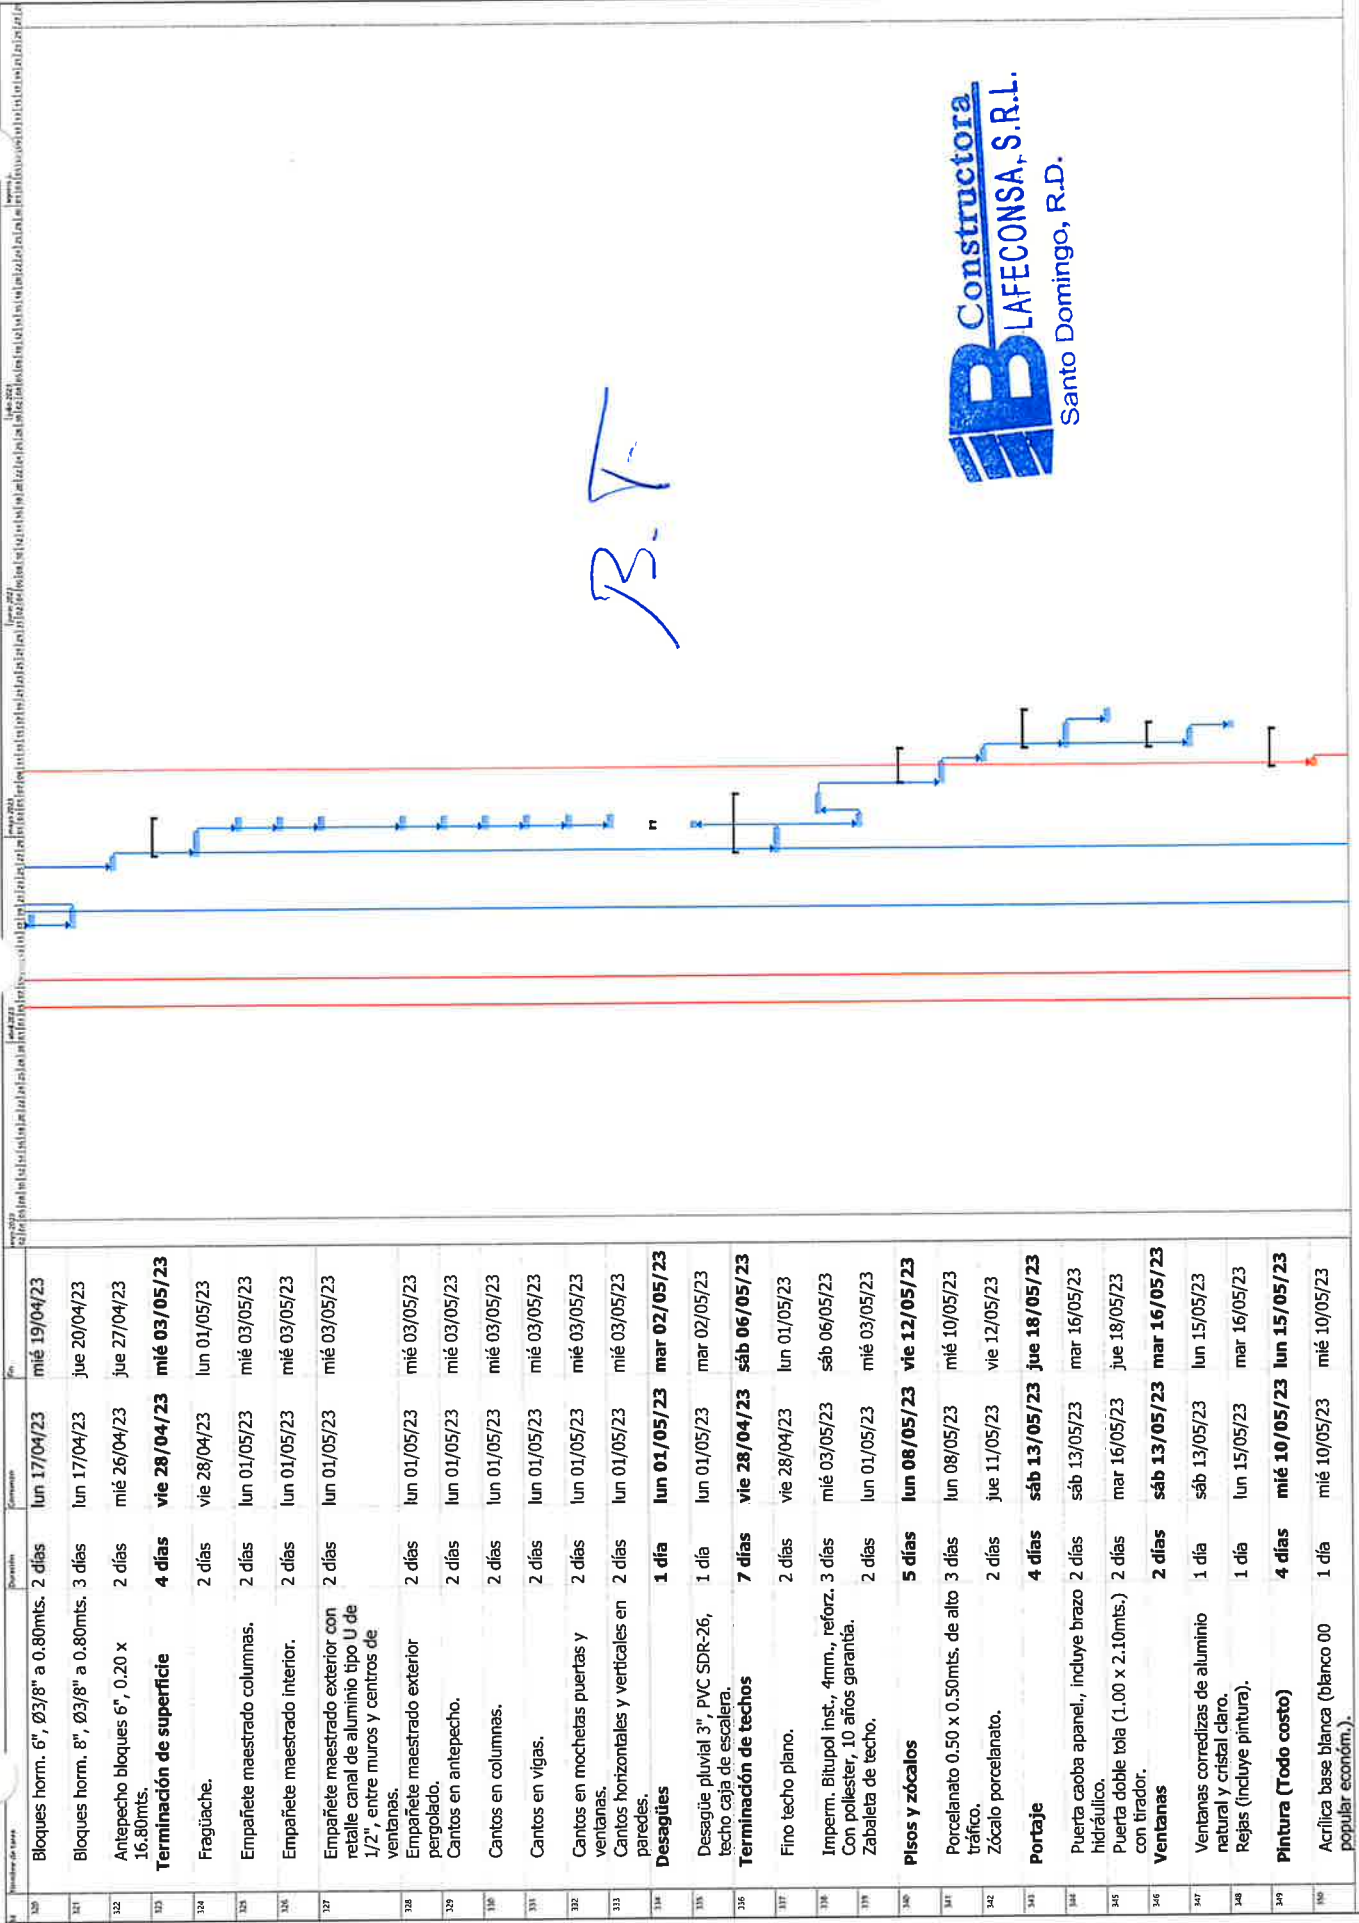 Nombre de tarea Duración Comienzo Fin
320 Bloques horm. 6", Ø3/8" a 0.80mts. 2 días lun 17/04/23 mié 19/04/23
321 Bloques horm. 8", Ø3/8" a 0.80mts. 3 días lun 17/04/23 jue 20/04/23
322 Antepecho bloques 6", 0.20 x 2 días mié 26/04/23 jue 27/04/23
16.80mts.
323 Terminación de superficie 4 días vie 28/04/23 mié 03/05/23
324 Fragüache. 2 días vie 28/04/23 lun 01/05/23
325 Empañete maestrado columnas. 2 días lun 01/05/23 mié 03/05/23
326 Empañete maestrado interior. 2 días lun 01/05/23 mié 03/05/23
327 Empañete maestrado exterior con 2 días lun 01/05/23 mié 03/05/23
retalle canal de aluminio tipo U de
1/2", entre muros y centros de
ventanas.
328 Empañete maestrado exterior 2 días lun 01/05/23 mié 03/05/23
pergolado.
329 Cantos en antepecho. 2 días lun 01/05/23 mié 03/05/23
330 Cantos en columnas. 2 días lun 01/05/23 mié 03/05/23
331 Cantos en vigas. 2 días lun 01/05/23 mié 03/05/23
332 Cantos en mochetas puertas y 2 días lun 01/05/23 mié 03/05/23
ventanas.
333 Cantos horizontales y verticales en 2 días lun 01/05/23 mié 03/05/23
paredes.
334 Desagües 1 día lun 01/05/23 mar 02/05/23
335 Desagüe pluvial 3", PVC SDR-26, 1 día lun 01/05/23 mar 02/05/23
techo caja de escalera.
336 Terminación de techos 7 días vie 28/04/23 sáb 06/05/23
337 Fino techo plano. 2 días vie 28/04/23 lun 01/05/23
338 Imperm. Bitupol inst., 4mm., reforz. 3 días mié 03/05/23 sáb 06/05/23
Con poliester, 10 años garantía.
339 Zabaleta de techo. 2 días lun 01/05/23 mié 03/05/23
340 Pisos y zócalos 5 días lun 08/05/23 vie 12/05/23
341 Porcelanato 0.50 x 0.50mts. de alto 3 días lun 08/05/23 mié 10/05/23
tráfico.
342 Zócalo porcelanato. 2 días jue 11/05/23 vie 12/05/23
343 Portaje 4 días sáb 13/05/23 jue 18/05/23
344 Puerta caoba apanel., incluye brazo 2 días sáb 13/05/23 mar 16/05/23
hidráulico.
345 Puerta doble tola (1.00 x 2.10mts.) 2 días mar 16/05/23 jue 18/05/23
con tirador.
346 Ventanas 2 días sáb 13/05/23 mar 16/05/23
347 Ventanas corredizas de aluminio 1 día sáb 13/05/23 lun 15/05/23
natural y cristal claro.
348 Rejas (incluye pintura). 1 día lun 15/05/23 mar 16/05/23
349 Pintura (Todo costo) 4 días mié 10/05/23 lun 15/05/23
350 Acrílica base blanca (blanco 00 1 día mié 10/05/23 mié 10/05/23
popular económ.).
Constructora
BLAFECONSA, S.R.L.
Santo Domingo, R.D.